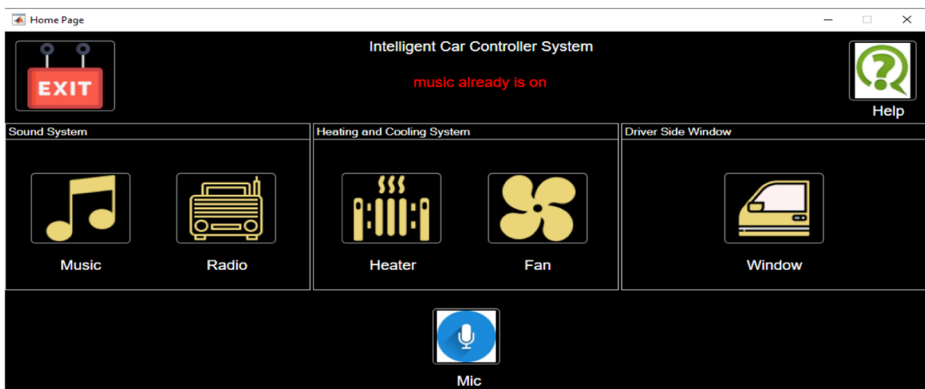 Home Page
Intelligent Car Controller System
EXIT
music already is on
Help
Sound System
Heating and Cooling System
Driver Side Window
Music
Radio
Heater
Fan
Window
Mic